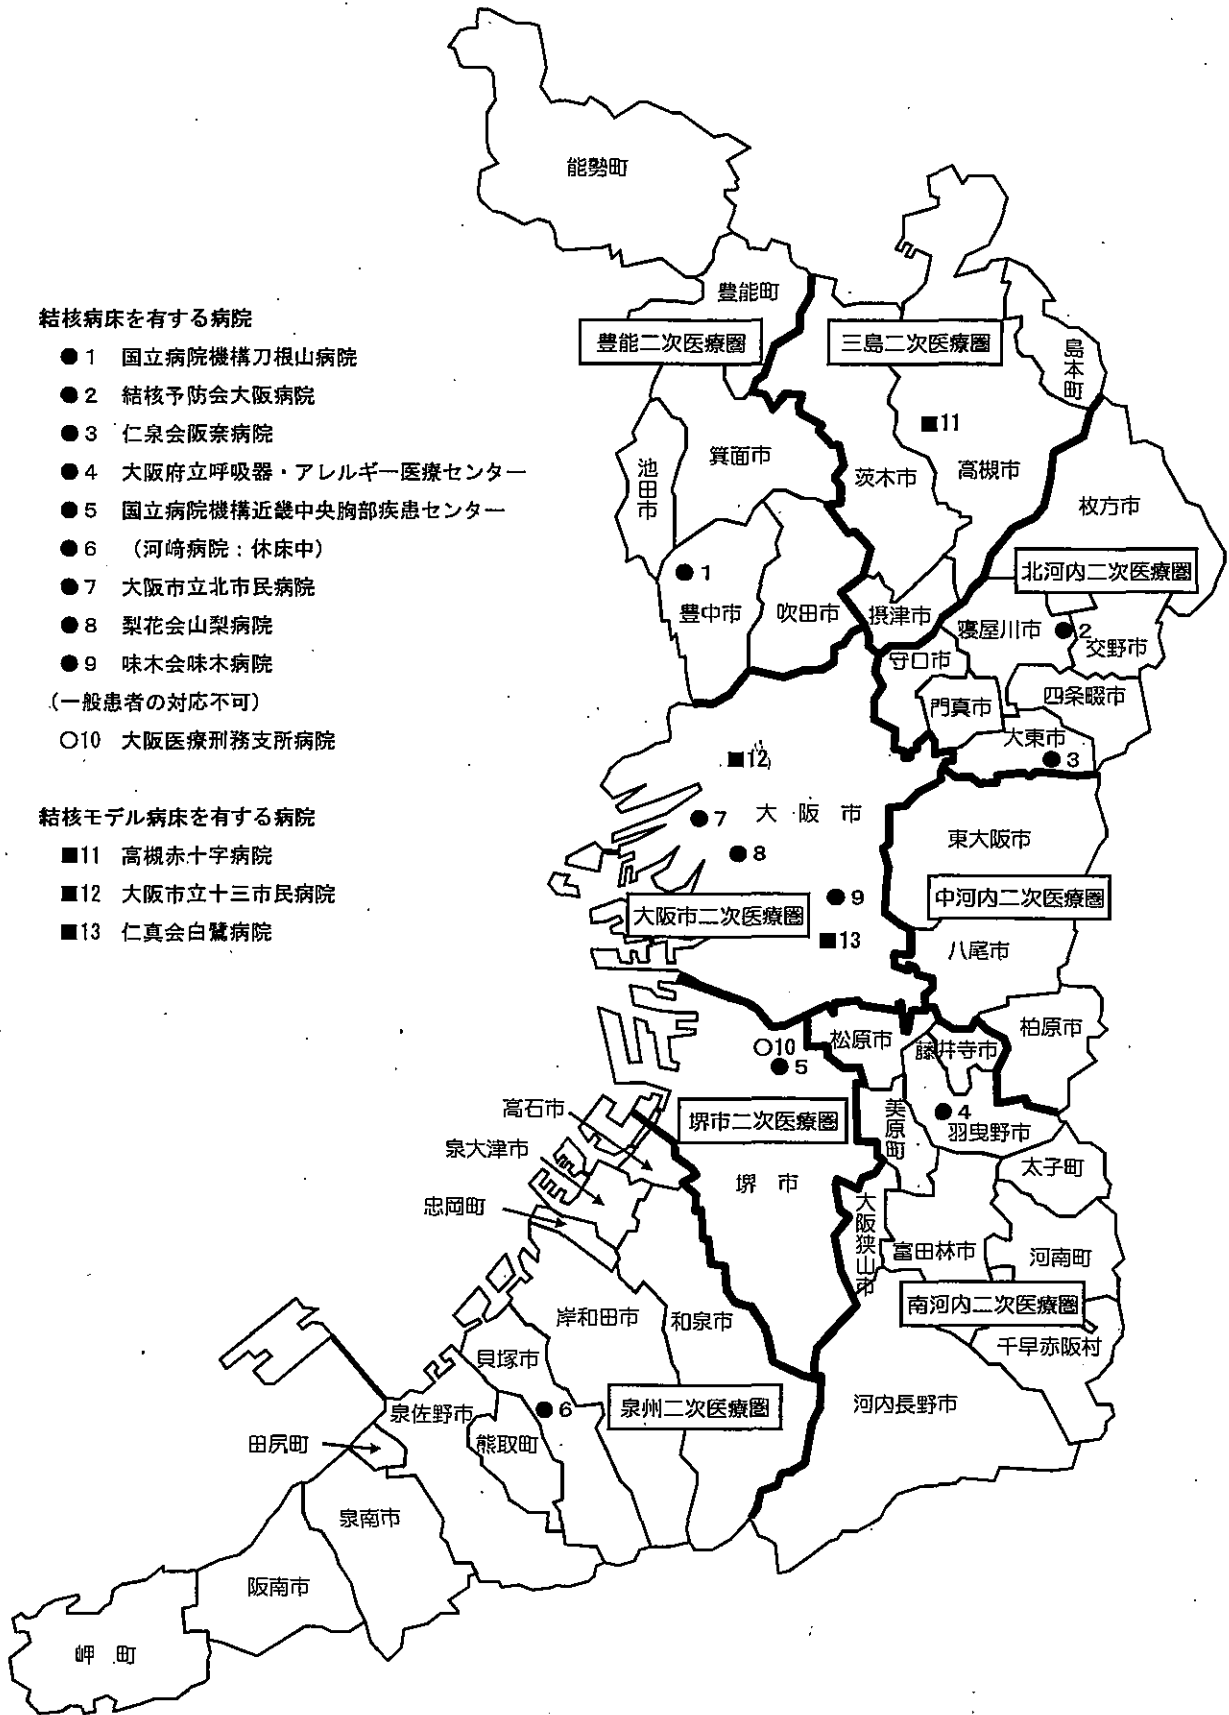 結核病床を有する病院
●1 国立病院機構刀根山病院
●2 結核予防会大阪病院
●3 仁泉会阪奈病院
●4 大阪府立呼吸器・アレルギー医療センター
●5 国立病院機構近畿中央胸部疾患センター
●6 (河﨑病院:休床中)
●7 大阪市立北市民病院
●8 梨花会山梨病院
●9 味木会味木病院
(一般患者の対応不可)
○10 大阪医療刑務支所病院
結核モデル病床を有する病院
■11 高槻赤十字病院
■12 大阪市立十三市民病院
■13 仁真会白鷺病院
能勢町
豊能町
豊能二次医療圏
三島二次医療圏
島本町
■11
箕面市
池田市
茨木市
高槻市
枚方市
●1
北河内二次医療圏
豊中市
吹田市
摂津市
寝屋川市
●2
守口市
交野市
門真市
四条畷市
大東市
●3
■12
●7
大阪市
東大阪市
●8
●9
大阪市二次医療圏
中河内二次医療圏
■13
八尾市
柏原市
○10
松原市
藤井寺市
●5
高石市
堺市二次医療圏
美原町
●4
羽曳野市
泉大津市
太子町
堺市
忠岡町
大阪狭山市
富田林市
河南町
南河内二次医療圏
岸和田市
和泉市
千早赤阪村
貝塚市
泉佐野市
●6
泉州二次医療圏
河内長野市
田尻町
熊取町
泉南市
阪南市
岬町